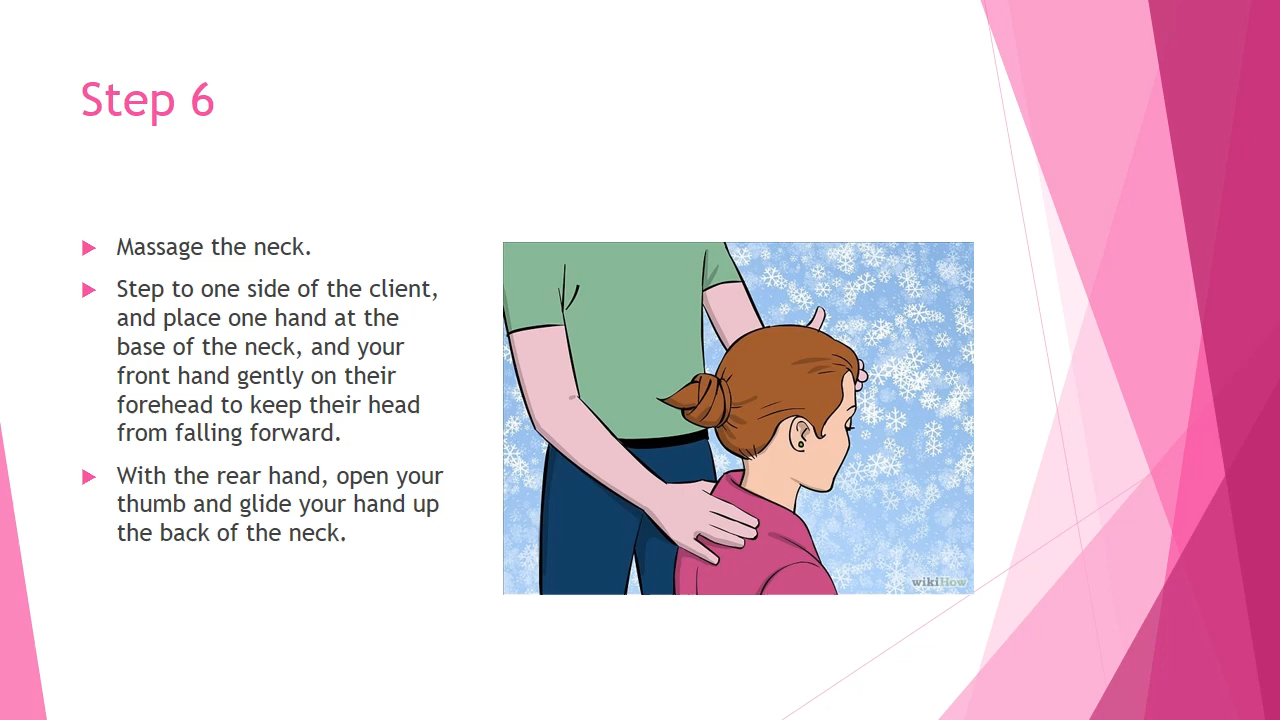 Step 6
Massage the neck.
Step to one side of the client,
and place one hand at the
base of the neck, and your
front hand gently on their
forehead to keep their head
from falling forward.
With the rear hand, open your
thumb and glide your hand up
the back of the neck.
wikiHow